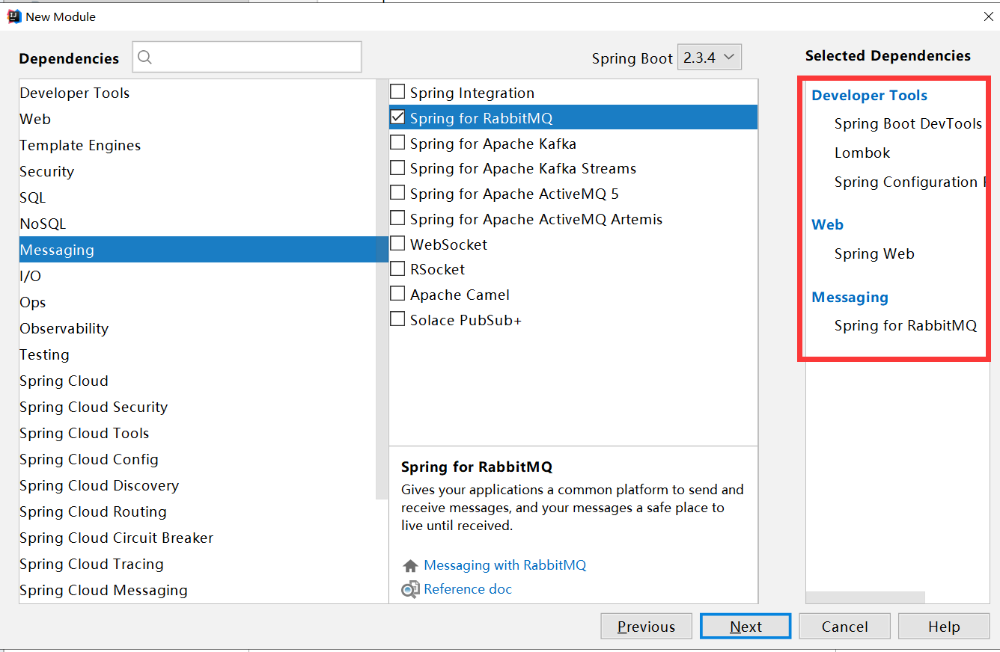 New Module
Dependencies
Spring Boot 2.3.4
Selected Dependencies
Developer Tools
Web
Template Engines
Security
SQL
NoSQL
Messaging
I/O
Ops
Observability
Testing
Spring Cloud
Spring Cloud Security
Spring Cloud Tools
Spring Cloud Config
Spring Cloud Discovery
Spring Cloud Routing
Spring Cloud Circuit Breaker
Spring Cloud Tracing
Spring Cloud Messaging
Spring Integration
Spring for RabbitMQ
Spring for Apache Kafka
Spring for Apache Kafka Streams
Spring for Apache ActiveMQ 5
Spring for Apache ActiveMQ Artemis
WebSocket
RSocket
Apache Camel
Solace PubSub+
Spring for RabbitMQ
Gives your applications a common platform to send and
receive messages, and your messages a safe place to
live until received.
Messaging with RabbitMQ
Reference doc
Developer Tools
Spring Boot DevTools
Lombok
Spring Configuration
Web
Spring Web
Messaging
Spring for RabbitMQ
Previous
Next
Cancel
Help